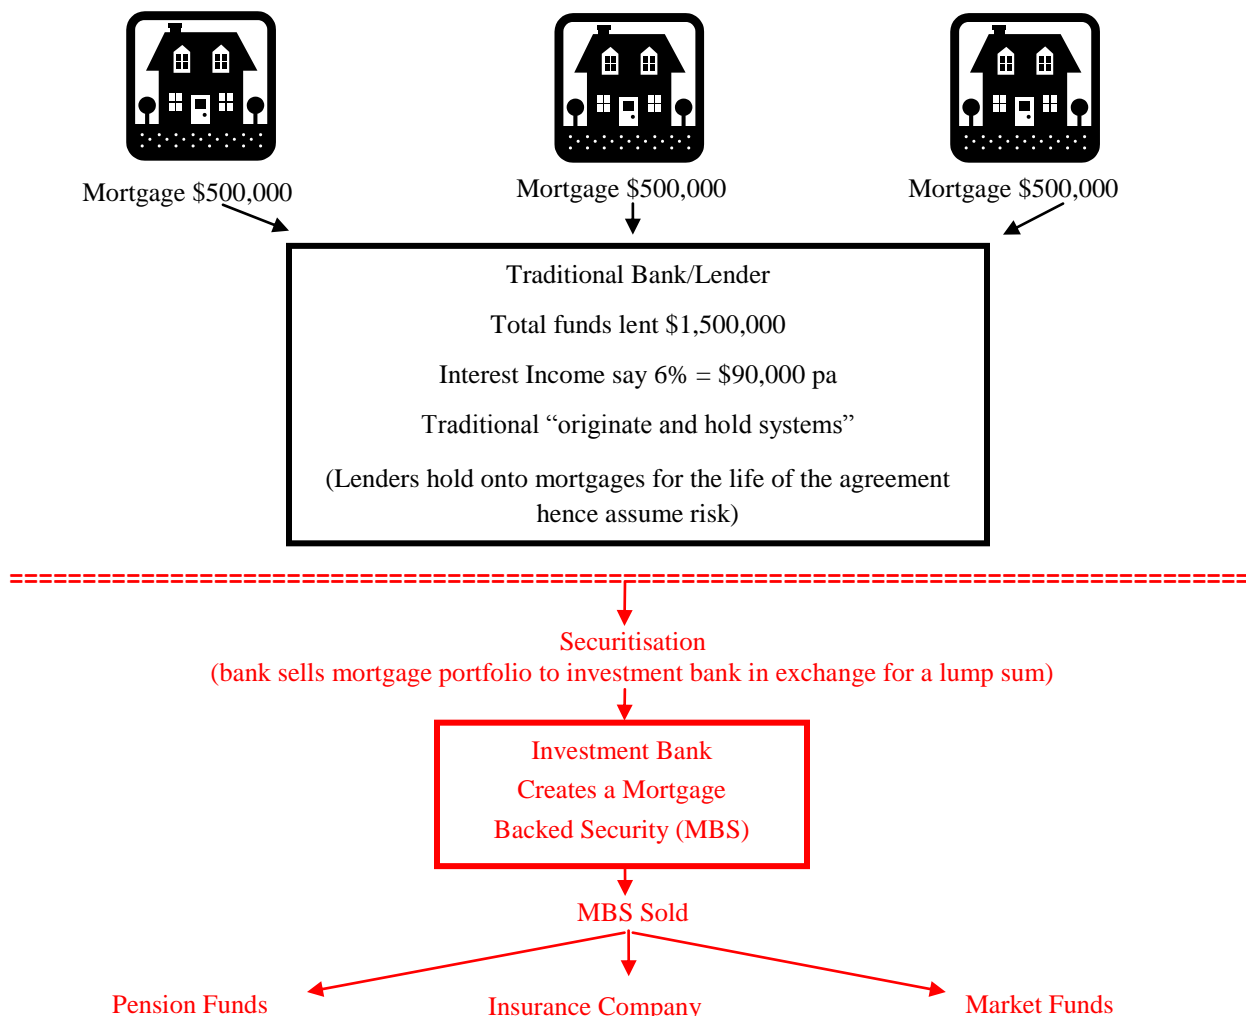 Mortgage $500,000
Mortgage $500,000
Mortgage $500,000
Traditional Bank/Lender
Total funds lent $1,500,000
Interest Income say 6% = $90,000 pa
Traditional “originate and hold systems”
(Lenders hold onto mortgages for the life of the agreement
hence assume risk)
Securitisation
(bank sells mortgage portfolio to investment bank in exchange for a lump sum)
Investment Bank
Creates a Mortgage
Backed Security (MBS)
MBS Sold
Pension Funds
Insurance Company
Market Funds